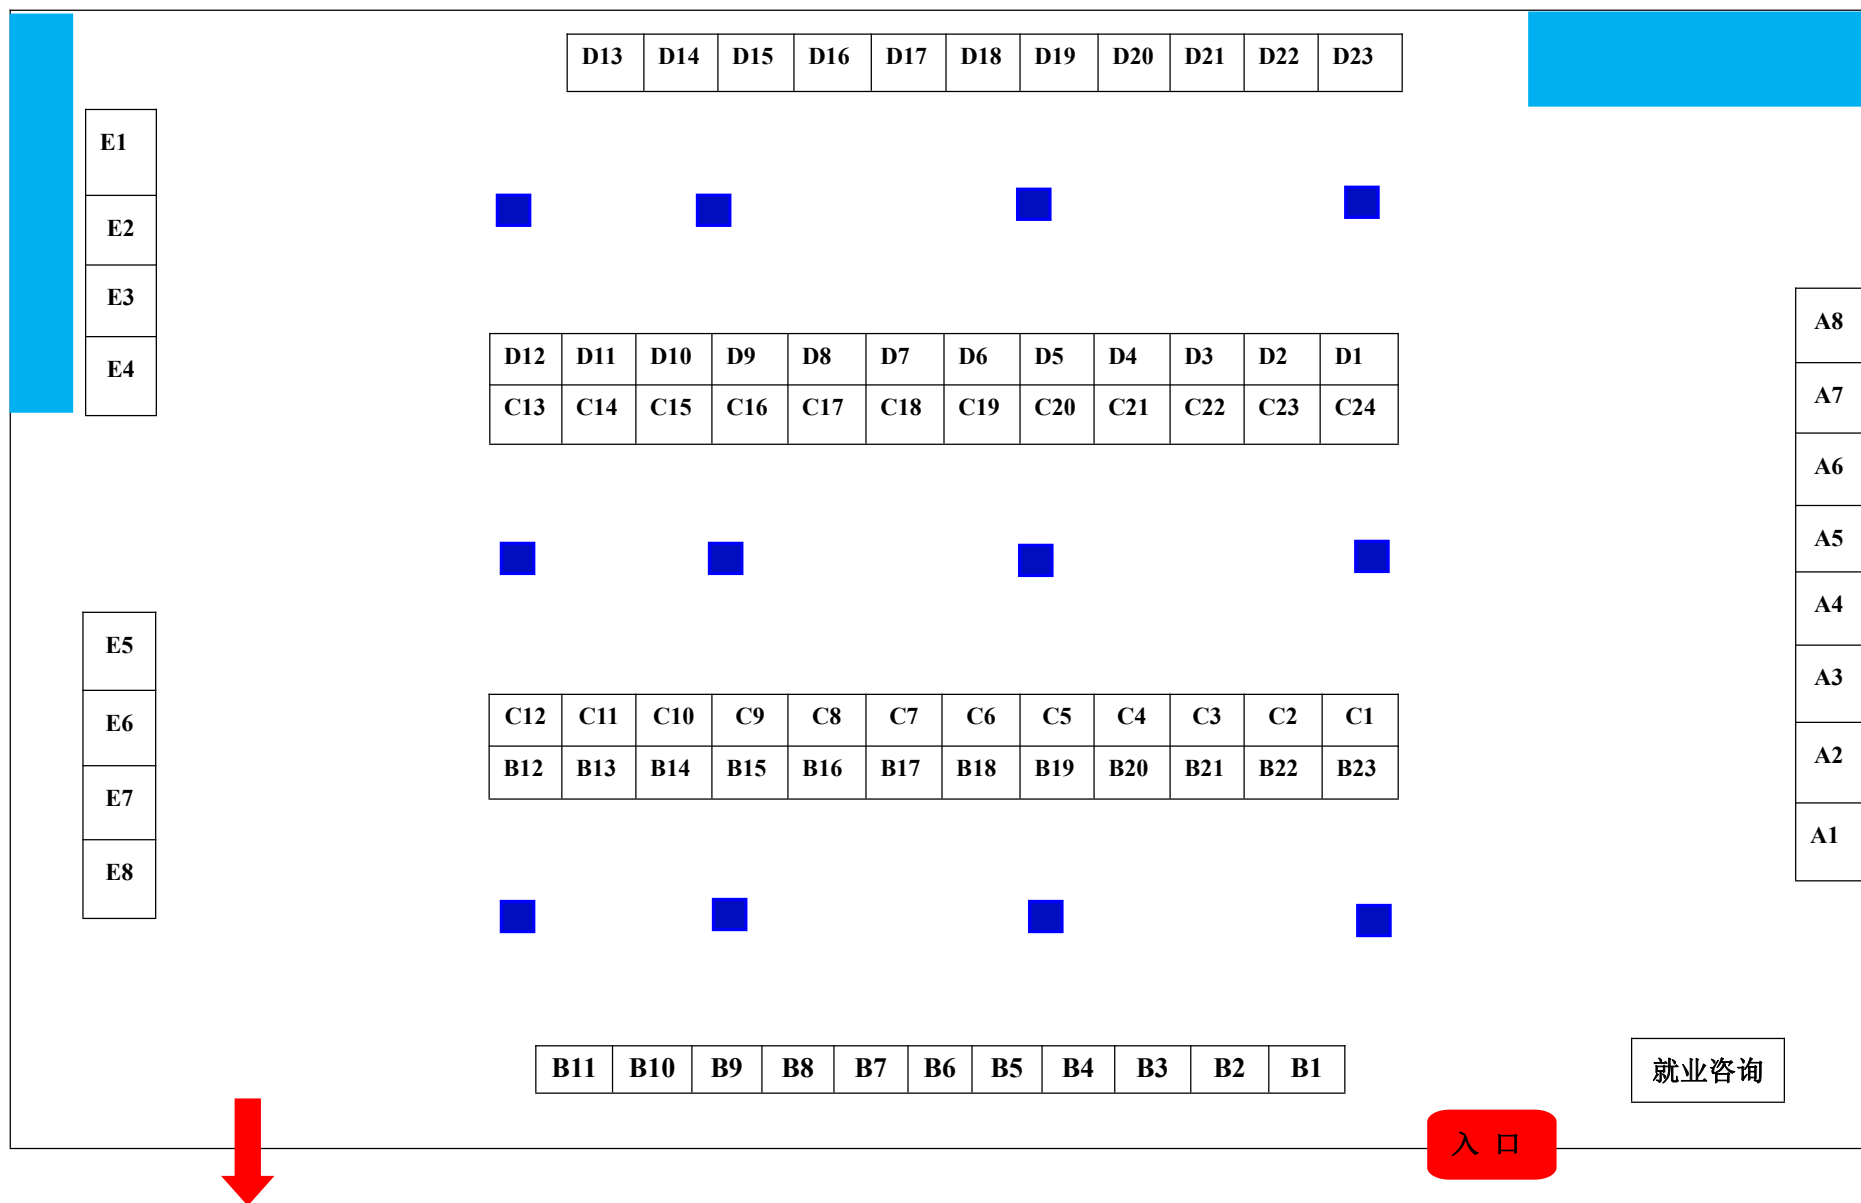 D13 D14 D15 D16 D17 D18 D19 D20 D21 D22 D23
E1
E2
E3
E4
D12 D11 D10 D9 D8 D7 D6 D5 D4 D3 D2 D1
C13 C14 C15 C16 C17 C18 C19 C20 C21 C22 C23 C24
A8
A7
A6
A5
A4
A3
A2
A1
E5
E6
E7
E8
C12 C11 C10 C9 C8 C7 C6 C5 C4 C3 C2 C1
B12 B13 B14 B15 B16 B17 B18 B19 B20 B21 B22 B23
B11 B10 B9 B8 B7 B6 B5 B4 B3 B2 B1
就业咨询
入 口